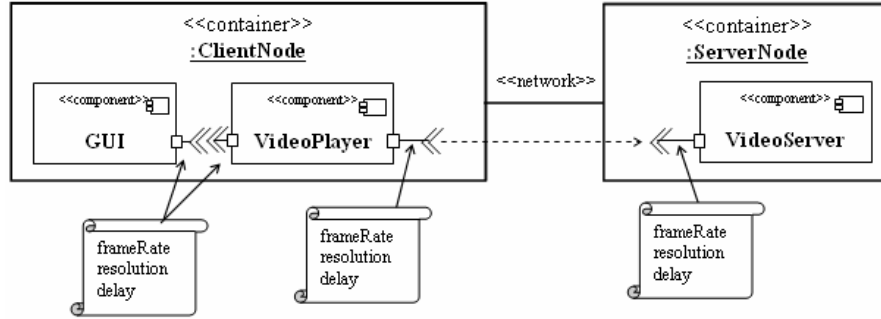 <<container>>
:ClientNode
<<component>>
GUI
<<component>>
VideoPlayer
<<network>>
<<container>>
:ServerNode
<<component>>
VideoServer
frameRate
resolution
delay
frameRate
resolution
delay
frameRate
resolution
delay